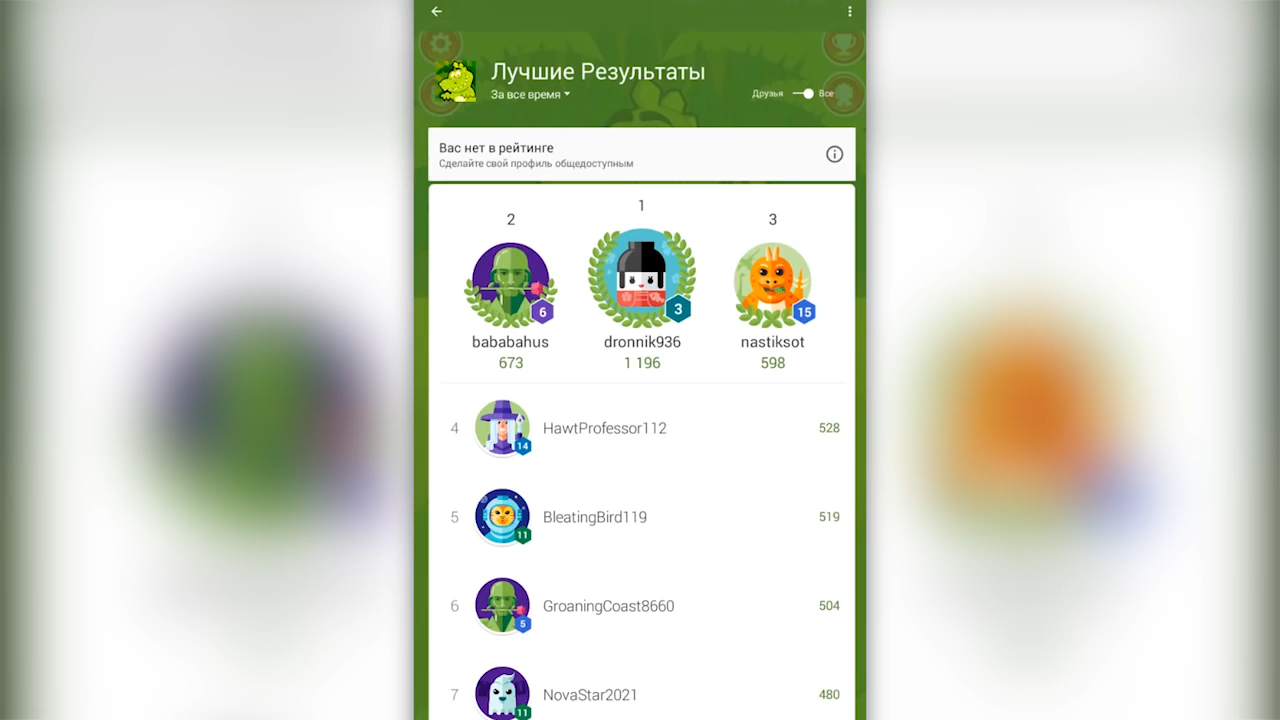 Лучшие Результаты
За все время
Друзья Все
Вас нет в рейтинге
Сделайте свой профиль общедоступным
2 1 3
6 3 15
bababahus dronnik936 nastiksot
673 1 196 598
4 14 HawtProfessor112 528
5 11 BleatingBird119 519
6 5 GroaningCoast8660 504
7 11 NovaStar2021 480